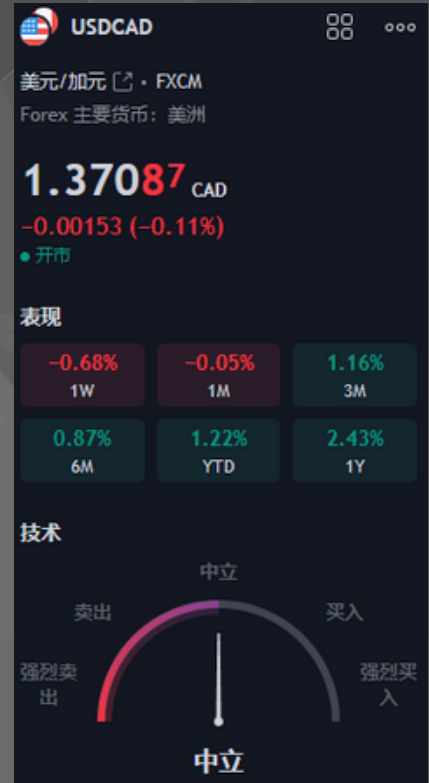 USDCAD
美元/加元 · FXCM
Forex 主要货币：美洲
1.37087 CAD
−0.00153 (−0.11%)
开市
表现
−0.68% −0.05% 1.16%
1W 1M 3M
0.87% 1.22% 2.43%
6M YTD 1Y
技术
中立
卖出 买入
强烈卖 强烈买
出 入
中立